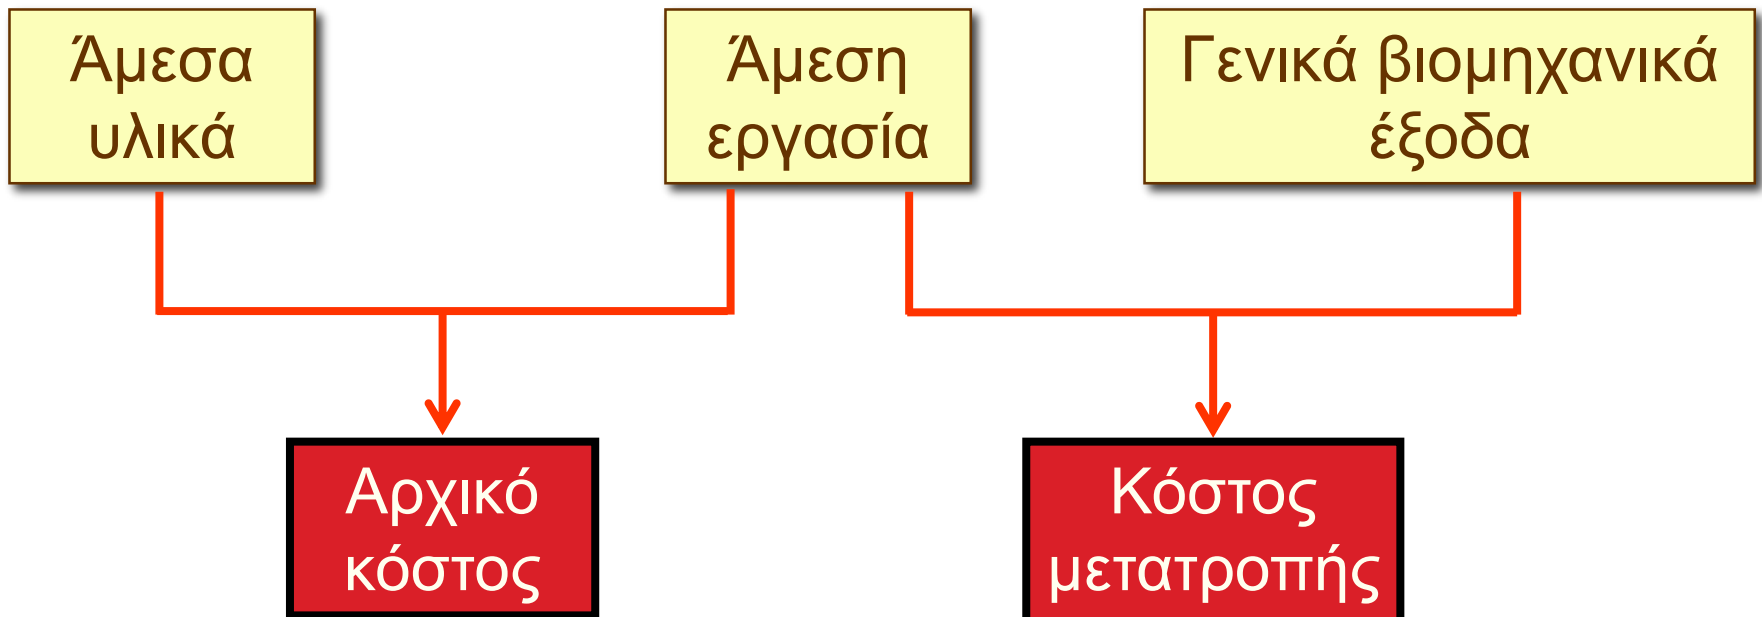 Άμεσα
υλικά
Άμεση
εργασία
Γενικά βιομηχανικά
έξοδα
Αρχικό
κόστος
Κόστος
μετατροπής